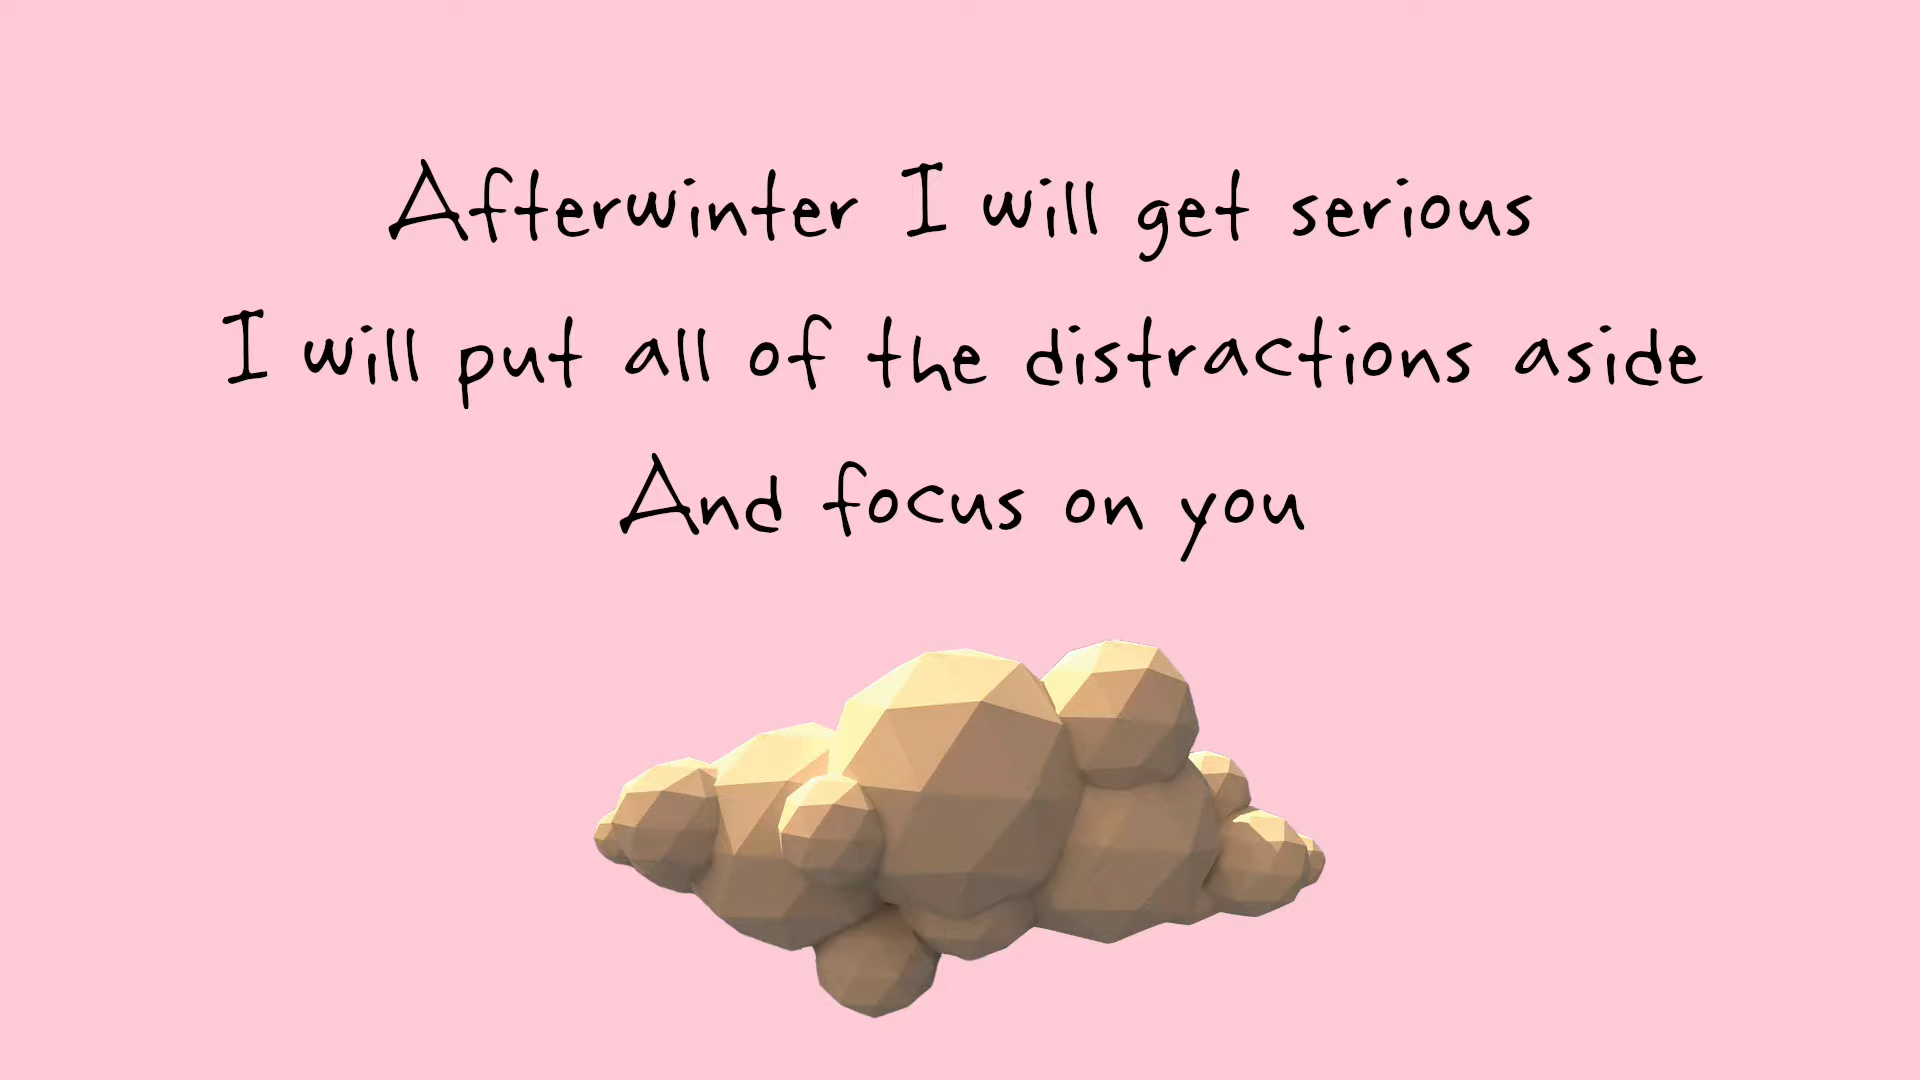 Afterwinter I will get serious
I will put all of the distractions aside
And focus on you